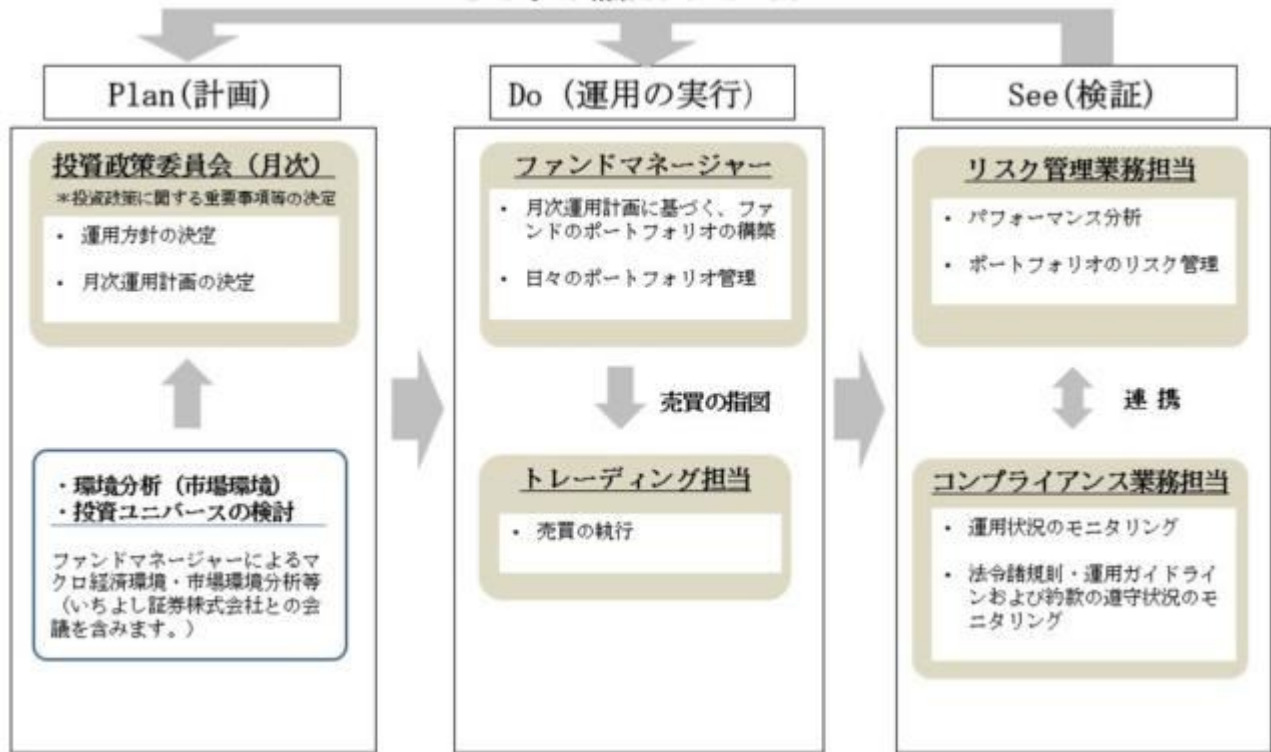 Plan(計画)
投資政策委員会（月次）
＊投資政策に関する重要事項等の決定
・ 運用方針の決定
・ 月次運用計画の決定
・環境分析（市場環境）
・投資ユニバースの検討
ファンドマネージャーによるマ
クロ経済環境・市場環境分析等
（いちよし証券株式会社との会
議を含みます。）
Do（運用の実行）
ファンドマネージャー
・ 月次運用計画に基づく、ファ
ンドのポートフォリオの構築
・ 日々のポートフォリオ管理
売買の指図
トレーディング担当
・ 売買の執行
See(検証)
リスク管理業務担当
・ パフォーマンス分析
・ ポートフォリオのリスク管理
連携
コンプライアンス業務担当
・ 運用状況のモニタリング
・ 法令諸規則・運用ガイドライ
ンおよび約款の遵守状況のモ
ニタリング